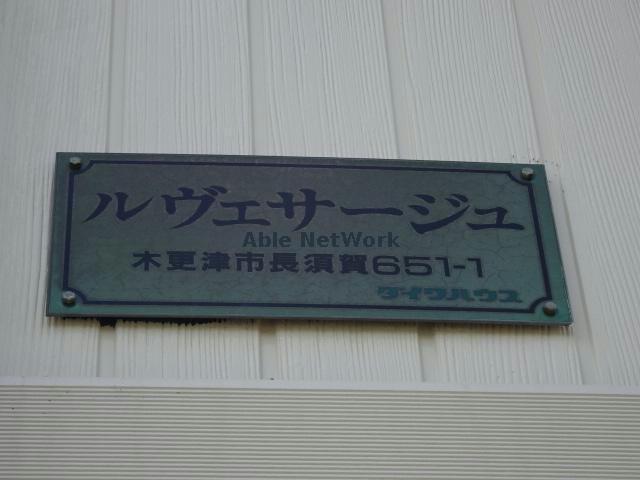 ルヴェサージュ
Able NetWork
木更津市長須賀651-1
ダイワハウス